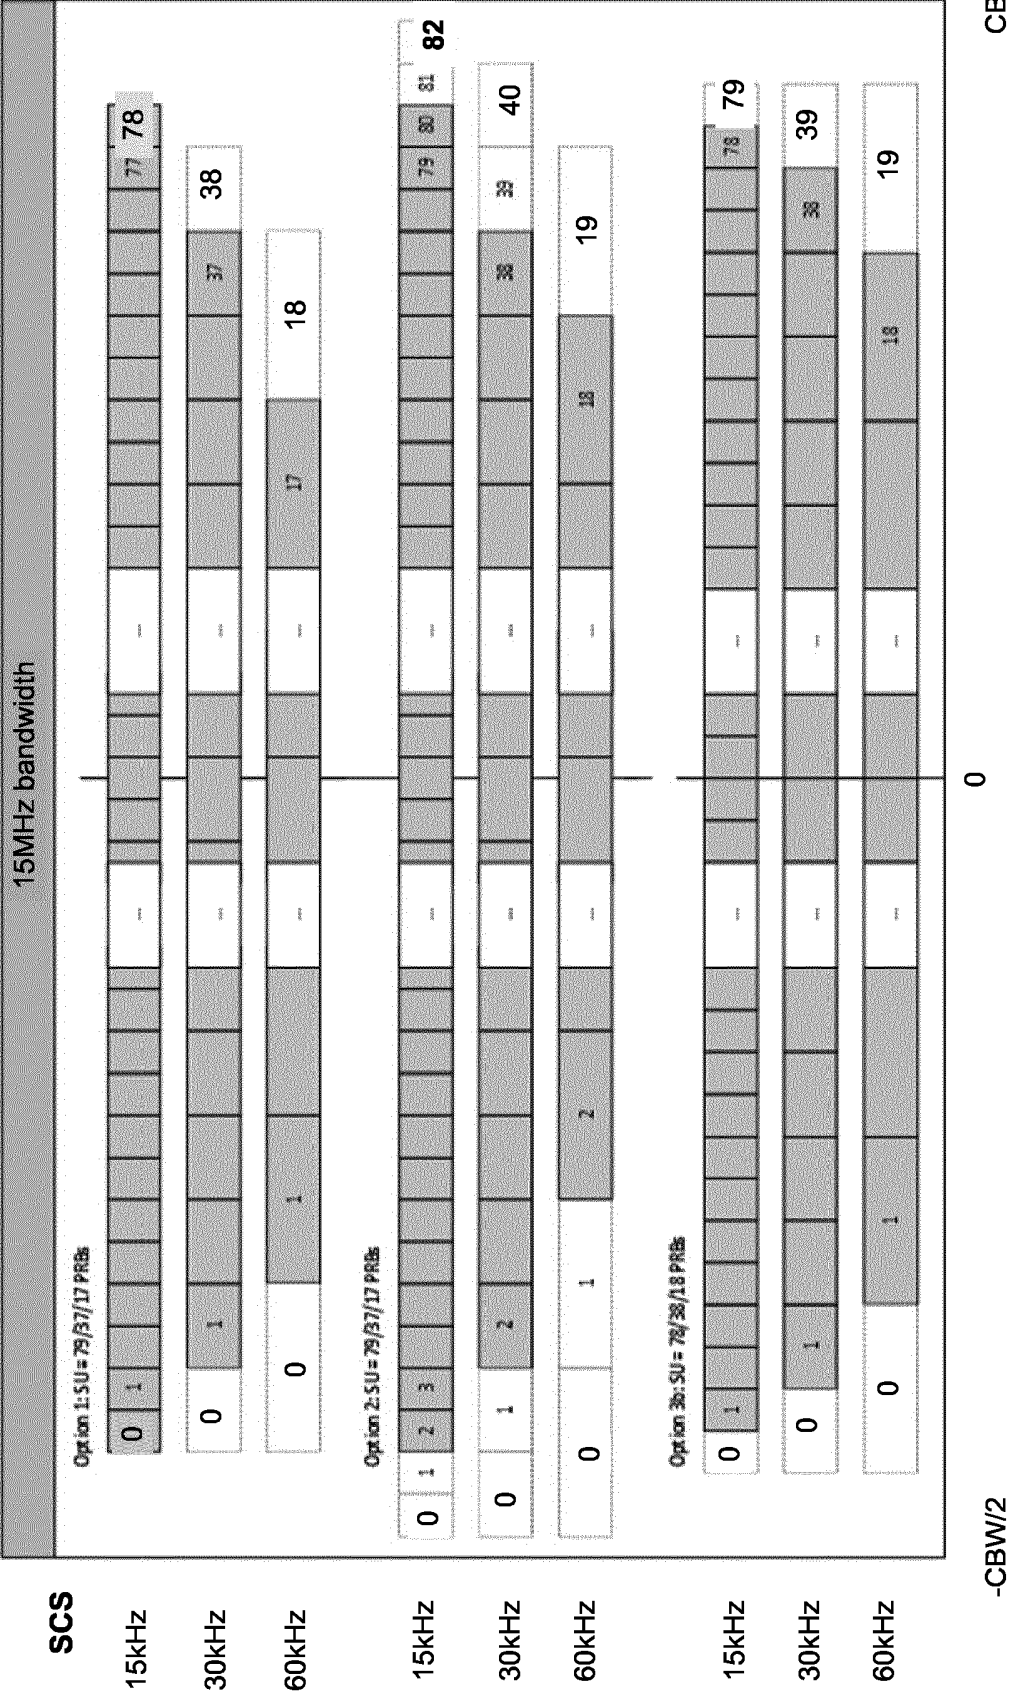 15MHz bandwidth
SCS
Option 1: SU = 79/37/17 PRBs
15kHz 0 1 ... ... 77 78
30kHz 0 1 ... ... 37 38
60kHz 0 1 ... ... 17 18
Option 2: SU = 79/37/17 PRBs
15kHz 0 1 2 3 ... ... 79 80 81 82
30kHz 0 1 2 ... ... 38 39 40
60kHz 0 1 2 ... ... 18 19
Option 3b: SU = 78/38/18 PRBs
15kHz 0 1 ... ... 78 79
30kHz 0 1 ... ... 38 39
60kHz 0 1 ... ... 18 19
-CBW/2 0 CB